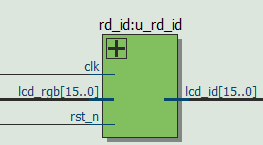 rd_id:u_rd_id
clk
lcd_rgb[15..0]
lcd_id[15..0]
rst_n